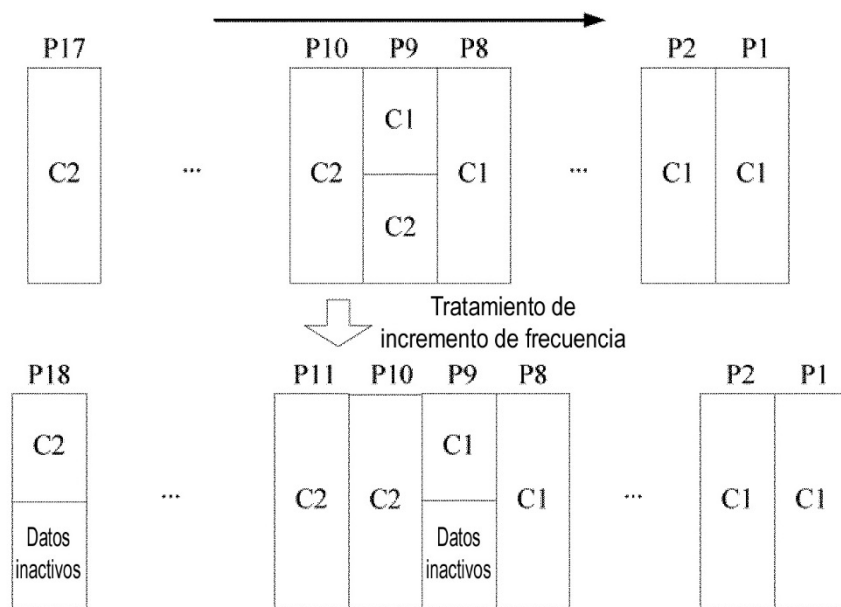 P17 P10 P9 P8 P2 P1
C1
C2 ... C2 C1 ... C1 C1
C2
Tratamiento de
incremento de frecuencia
P18 P11 P10 P9 P8 P2 P1
C2 C1
... C2 C2 C1 ... C1 C1
Datos Datos
inactivos inactivos